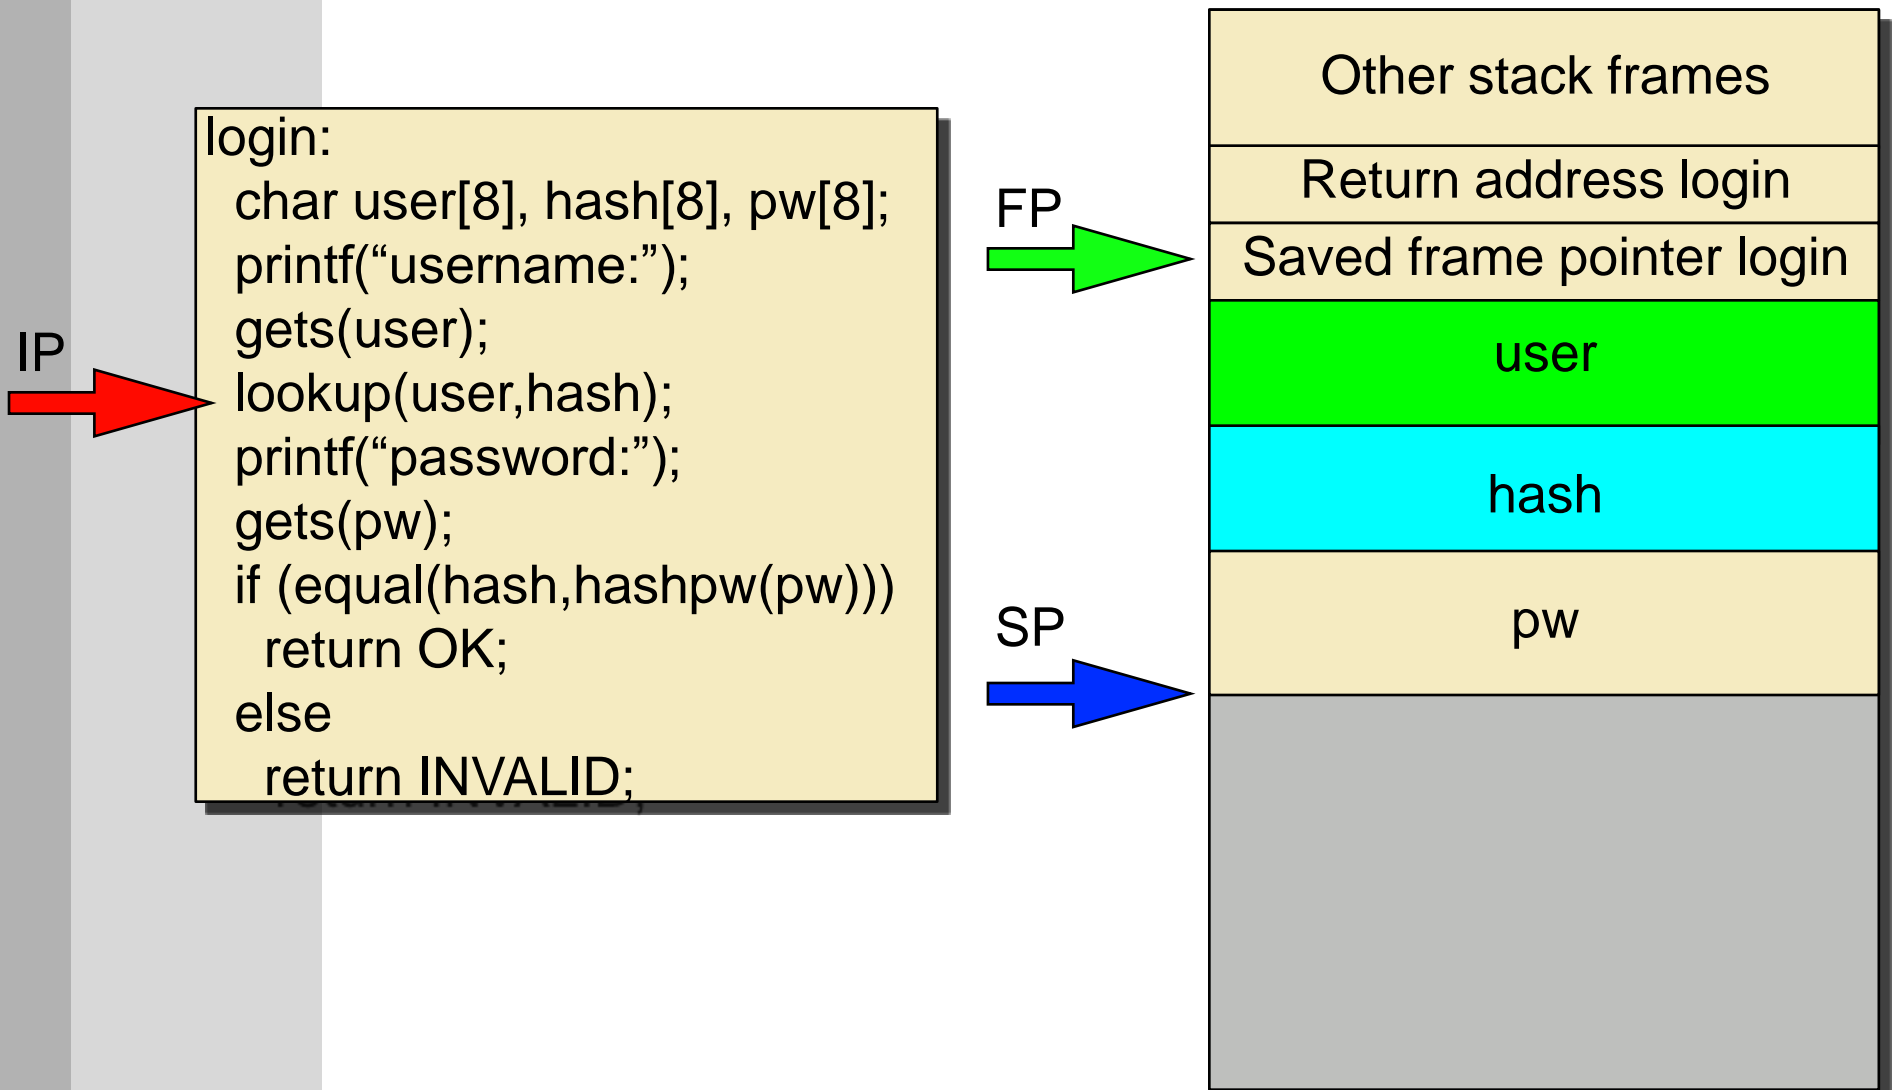 login:
char user[8], hash[8], pw[8];
printf(“username:”);
gets(user);
lookup(user,hash);
printf(“password:”);
gets(pw);
if (equal(hash,hashpw(pw)))
return OK;
else
return INVALID;
IP
FP
SP
Other stack frames
Return address login
Saved frame pointer login
user
hash
pw